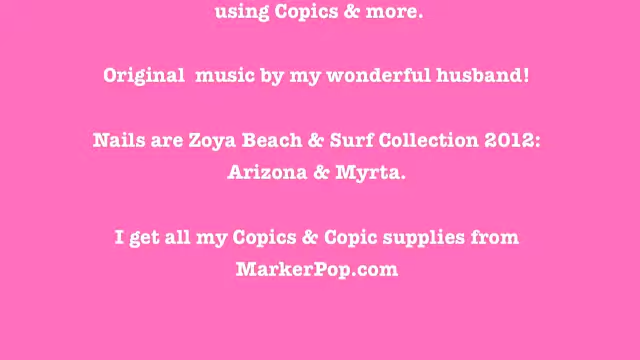 using Copics & more.
Original  music by my wonderful husband!
Nails are Zoya Beach & Surf Collection 2012:
Arizona & Myrta.
I get all my Copics & Copic supplies from
MarkerPop.com